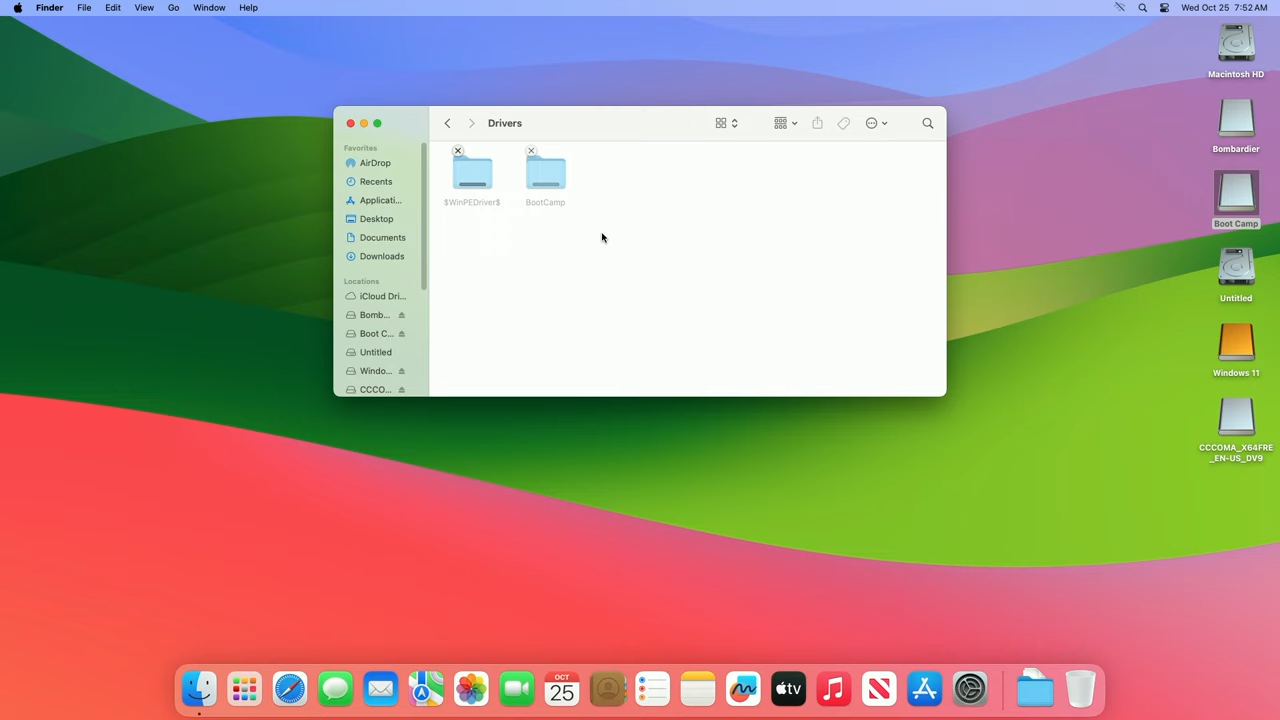 Finder File Edit View Go Window Help Wed Oct 25 7:52 AM
Macintosh HD
Bombardier
Boot Camp
Untitled
Windows 11
CCCOMA_X64FRE
_EN-US_DV9
Drivers
Favorites
AirDrop
Recents
Applicati...
Desktop
Documents
Downloads
Locations
iCloud Dri...
Bomb...
Boot C...
Untitled
Windo...
CCCO...
$WinPEDriver$ BootCamp
OCT
25
tv